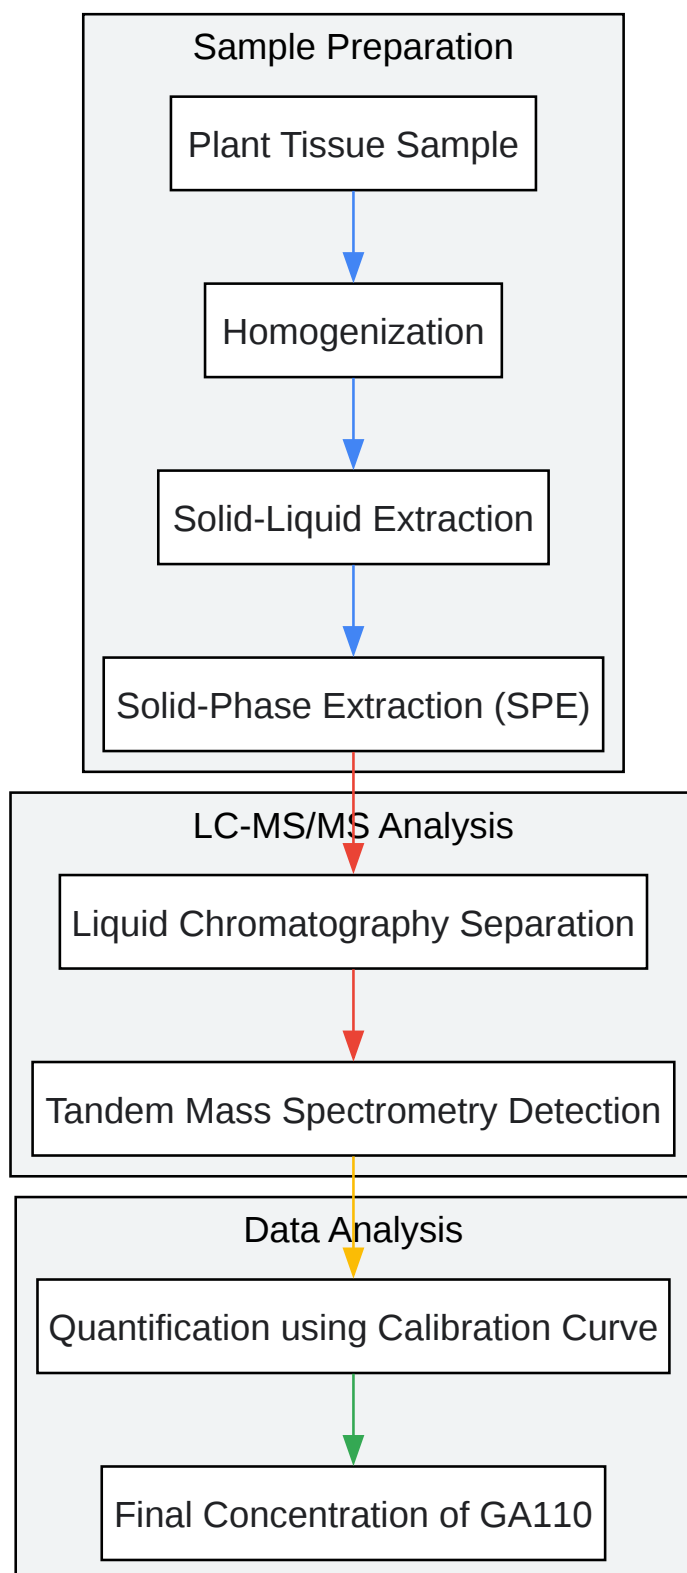 Sample Preparation
Plant Tissue Sample
Homogenization
Solid-Liquid Extraction
Solid-Phase Extraction (SPE)
LC-MS/MS Analysis
Liquid Chromatography Separation
Tandem Mass Spectrometry Detection
Data Analysis
Quantification using Calibration Curve
Final Concentration of GA110